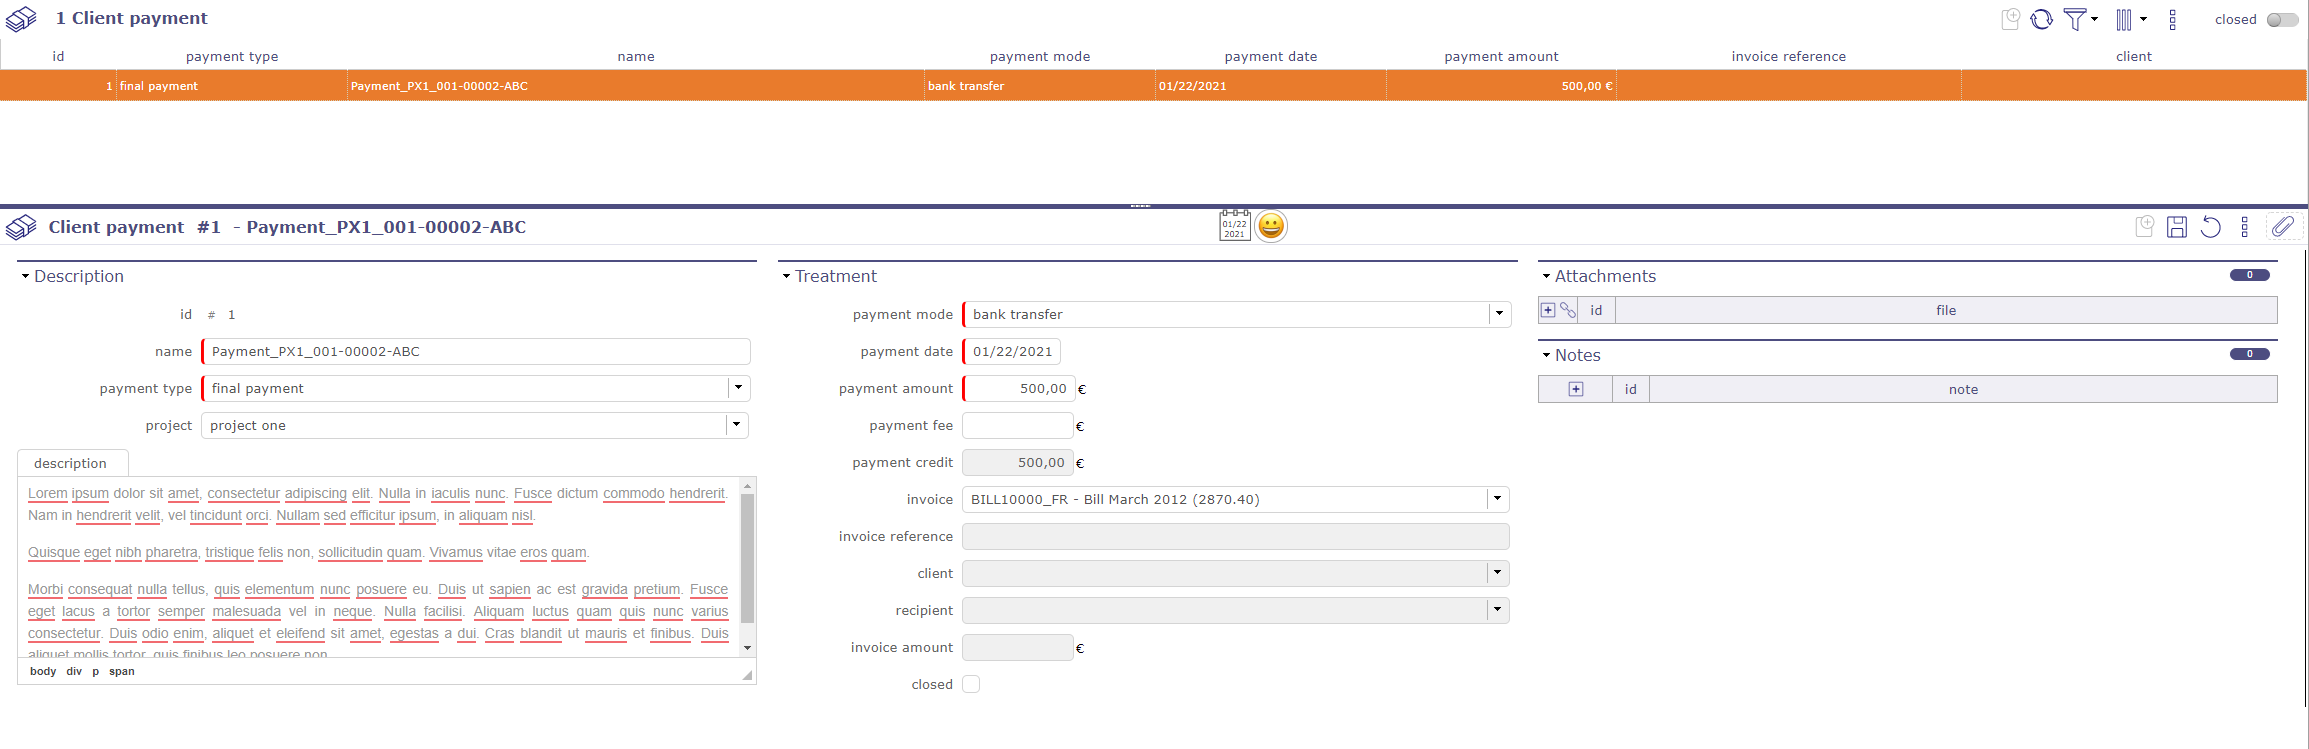 1 Client payment
closed
id payment type name payment mode payment date payment amount invoice reference client
1 final payment Payment_PX1_001-00002-ABC bank transfer 01/22/2021 500,00 €
Client payment #1 - Payment_PX1_001-00002-ABC
01/22
2021
Description
id # 1
name Payment_PX1_001-00002-ABC
payment type final payment
project project one
description
Lorem ipsum dolor sit amet, consectetur adipiscing elit. Nulla in iaculis nunc. Fusce dictum commodo hendrerit.
Nam in hendrerit velit, vel tincidunt orci. Nullam sed efficitur ipsum, in aliquam nisl.
Quisque eget nibh pharetra, tristique felis non, sollicitudin quam. Vivamus vitae eros quam.
Morbi consequat nulla tellus, quis elementum nunc posuere eu. Duis ut sapien ac est gravida pretium. Fusce
eget lacus a tortor semper malesuada vel in neque. Nulla facilisi. Aliquam luctus quam quis nunc varius
consectetur. Duis odio enim, aliquet et eleifend sit amet, egestas a dui. Cras blandit ut mauris et finibus. Duis
aliquet mollis tortor, quis finibus leo posuere non.
body div p span
Treatment
payment mode bank transfer
payment date 01/22/2021
payment amount 500,00 €
payment fee €
payment credit 500,00 €
invoice BILL10000_FR - Bill March 2012 (2870.40)
invoice reference
client
recipient
invoice amount €
closed
Attachments 0
id file
Notes 0
id note